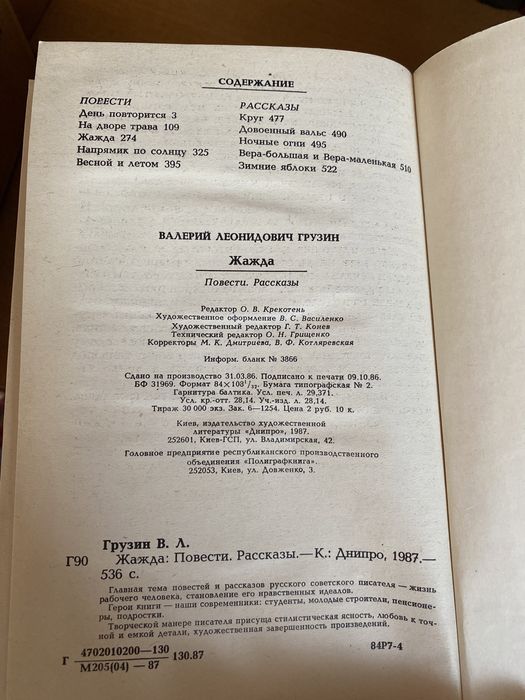 СОДЕРЖАНИЕ
ПОВЕСТИ
День повторится 3
На дворе трава 109
Жажда 274
Напрямик по солнцу 325
Весной и летом 395
РАССКАЗЫ
Круг 477
Довоенный вальс 490
Ночные огни 495
Вера-большая и Вера-маленькая 510
Зимние яблоки 522
ВАЛЕРИЙ ЛЕОНИДОВИЧ ГРУЗИН
Жажда
Повести. Рассказы
Редактор О. В. Крекотень
Художественное оформление В. С. Василенко
Художественный редактор Г. Т. Конев
Технический редактор О. Н. Грищенко
Корректоры М. К. Дмитриева, В. Ф. Котляревская
Информ. бланк № 3866
Сдано на производство 31.03.86. Подписано к печати 09.10.86.
БФ 31969. Формат 84×108¹/₃₂. Бумага типографская № 2.
Гарнитура балтика. Усл. печ. л. 29,371.
Усл. кр.-отт. 28,14. Уч.-изд. л. 28,14.
Тираж 30 000 экз. Зак. 6—1254. Цена 2 руб. 10 к.
Киев, издательство художественной
литературы «Днипро», 1987.
252601, Киев-ГСП, ул. Владимирская, 42.
Головное предприятие республиканского производственного
объединения «Полиграфкнига».
252053, Киев, ул. Довженко, 3.
Грузин В. Л.
Г90 Жажда: Повести. Рассказы.— К.: Днипро, 1987.—
536 с.
Главная тема повестей и рассказов русского советского писателя — жизнь
рабочего человека, становление его нравственных идеалов.
Герои книги — наши современники: студенты, молодые строители, пенсионе-
ры, подростки.
Творческой манере писателя присуща стилистическая ясность, любовь к точ-
ной и емкой детали, художественная завершенность произведений.
Г 4702010200—130
М205(04) — 87 130.87
84Р7-4